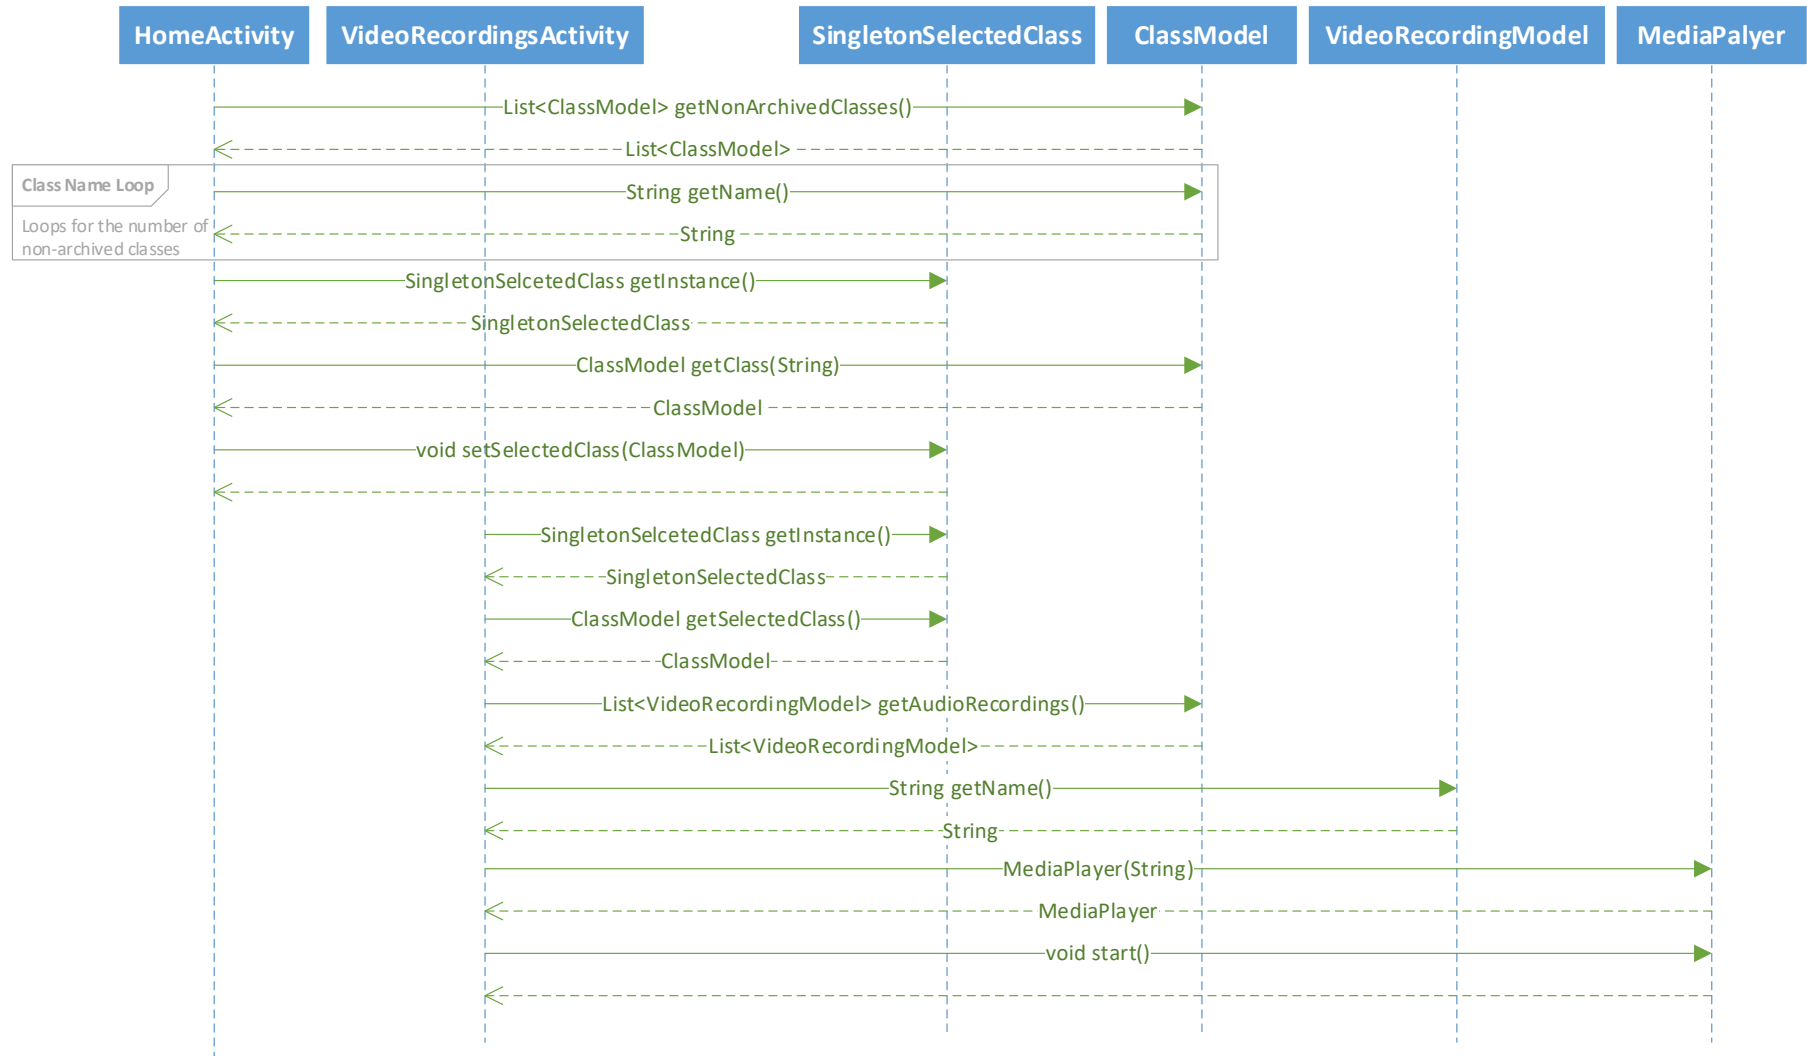 HomeActivity
VideoRecordingsActivity
SingletonSelectedClass
ClassModel
VideoRecordingModel
MediaPalyer
List<ClassModel> getNonArchivedClasses()
List<ClassModel>
Class Name Loop
String getName()
Loops for the number of
non-archived classes
String
SingletonSelcetedClass getInstance()
SingletonSelectedClass
ClassModel getClass(String)
ClassModel
void setSelectedClass(ClassModel)
SingletonSelcetedClass getInstance()
SingletonSelectedClass
ClassModel getSelectedClass()
ClassModel
List<VideoRecordingModel> getAudioRecordings()
List<VideoRecordingModel>
String getName()
String
MediaPlayer(String)
MediaPlayer
void start()